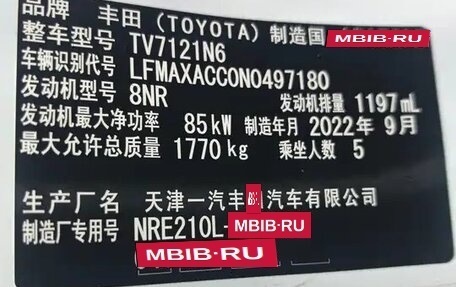 品牌 丰田 (TOYOTA) 制造国 MBIB·RU
整车型号 TV7121N6
车辆识别代号 LFMAXACC0N0497180
发动机型号 8NR 发动机排量 1197mL
发动机最大净功率 85kW 制造年月 2022年 9月
最大允许总质量 1770kg 乘坐人数 5
生产厂名 天津一汽丰 汽车有限公司
制造厂专用号 NRE210L- MBIB·RU
MBIB·RU